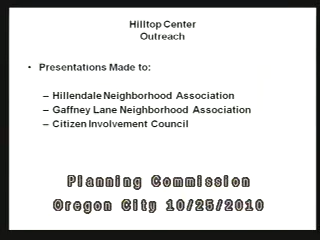 Hilltop Center
Outreach
• Presentations Made to:
– Hillendale Neighborhood Association
– Gaffney Lane Neighborhood Association
– Citizen Involvement Council
Planning Commission
Oregon City 10/25/2010